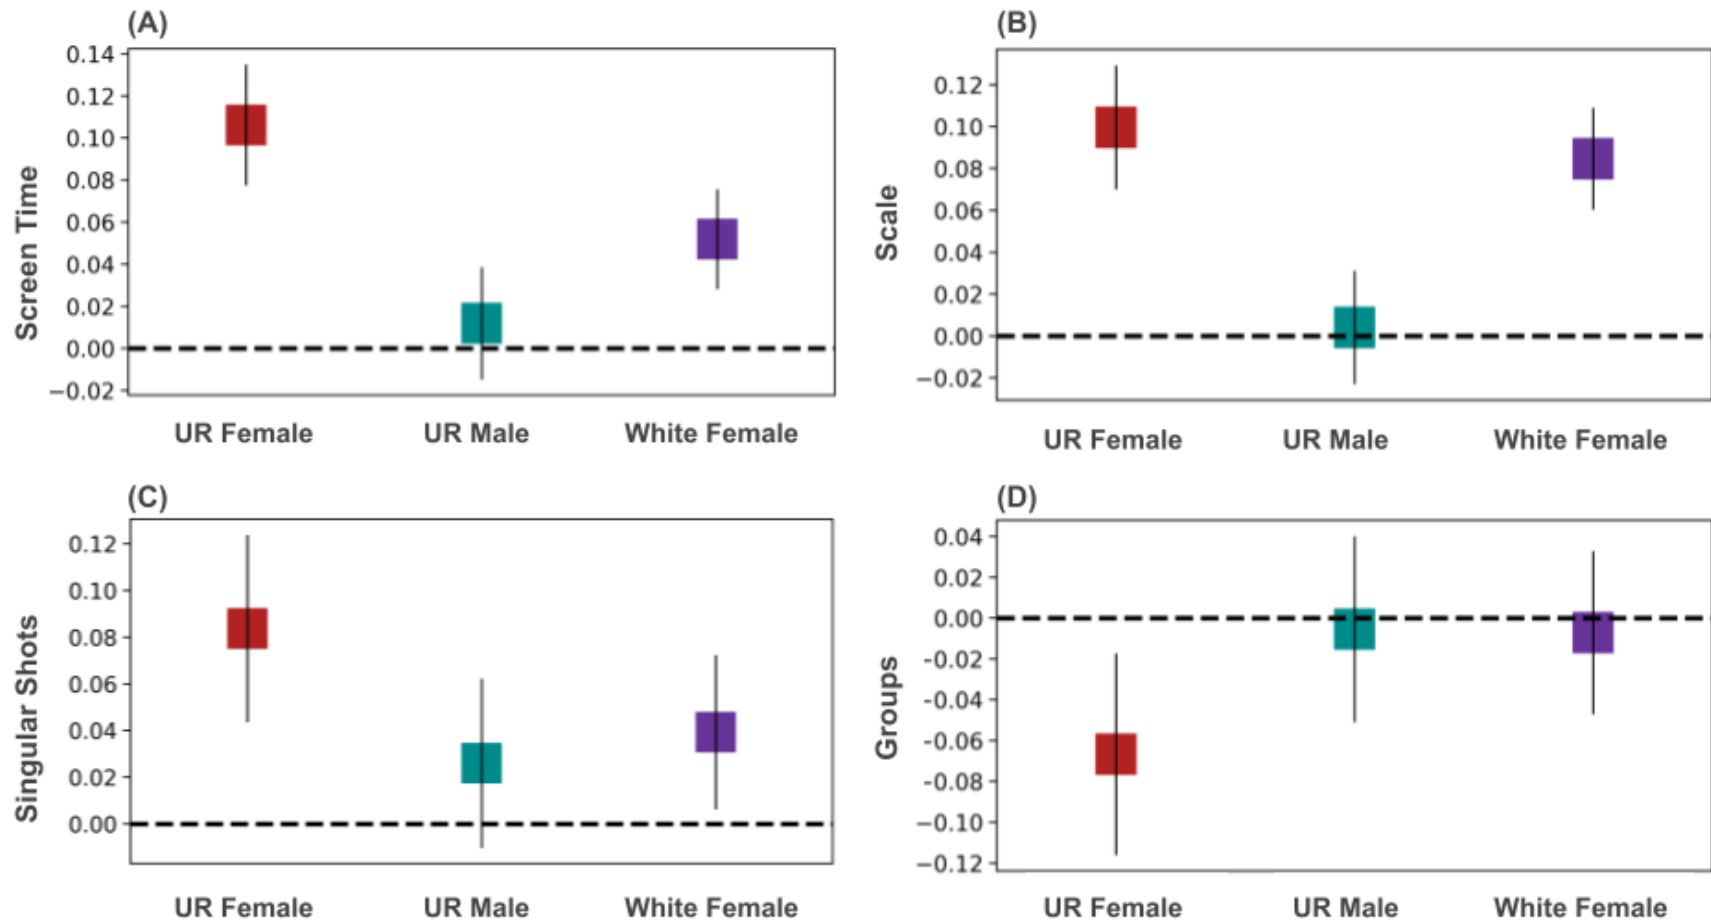 (A)
Screen Time
0.14
0.12
0.10
0.08
0.06
0.04
0.02
0.00
−0.02
UR Female UR Male White Female
(B)
Scale
0.12
0.10
0.08
0.06
0.04
0.02
0.00
−0.02
UR Female UR Male White Female
(C)
Singular Shots
0.12
0.10
0.08
0.06
0.04
0.02
0.00
UR Female UR Male White Female
(D)
Groups
0.04
0.02
0.00
-0.02
-0.04
-0.06
-0.08
−0.10
−0.12
UR Female UR Male White Female